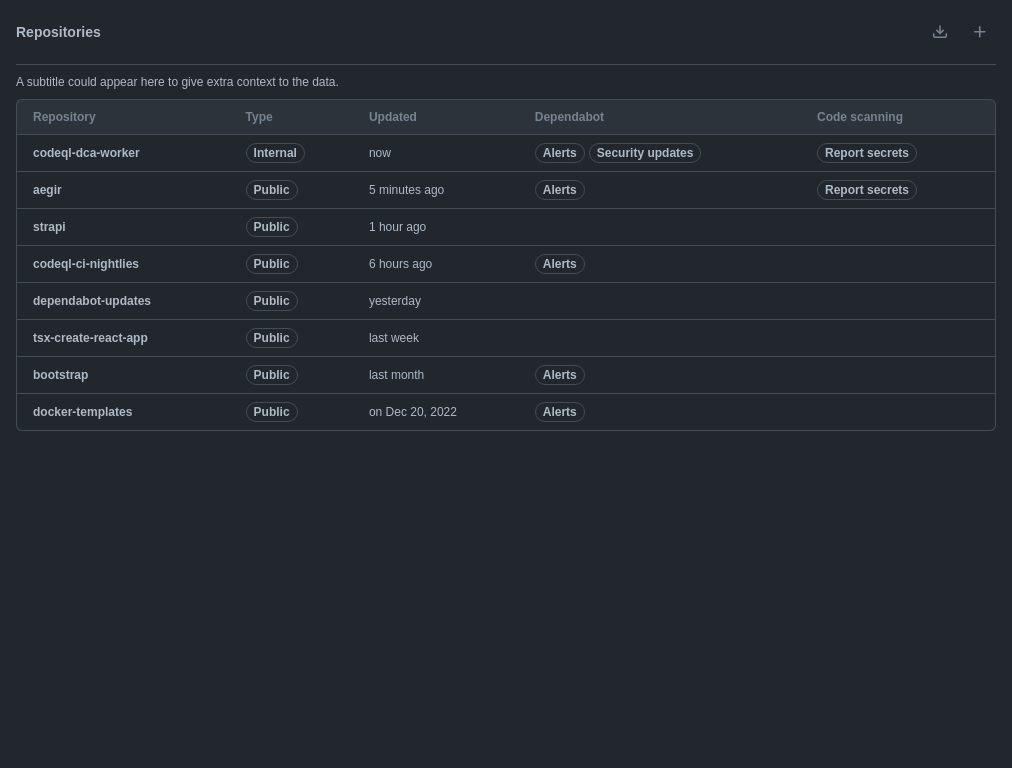 Repositories
A subtitle could appear here to give extra context to the data.
Repository Type Updated Dependabot Code scanning
codeql-dca-worker Internal now Alerts Security updates Report secrets
aegir Public 5 minutes ago Alerts Report secrets
strapi Public 1 hour ago
codeql-ci-nightlies Public 6 hours ago Alerts
dependabot-updates Public yesterday
tsx-create-react-app Public last week
bootstrap Public last month Alerts
docker-templates Public on Dec 20, 2022 Alerts